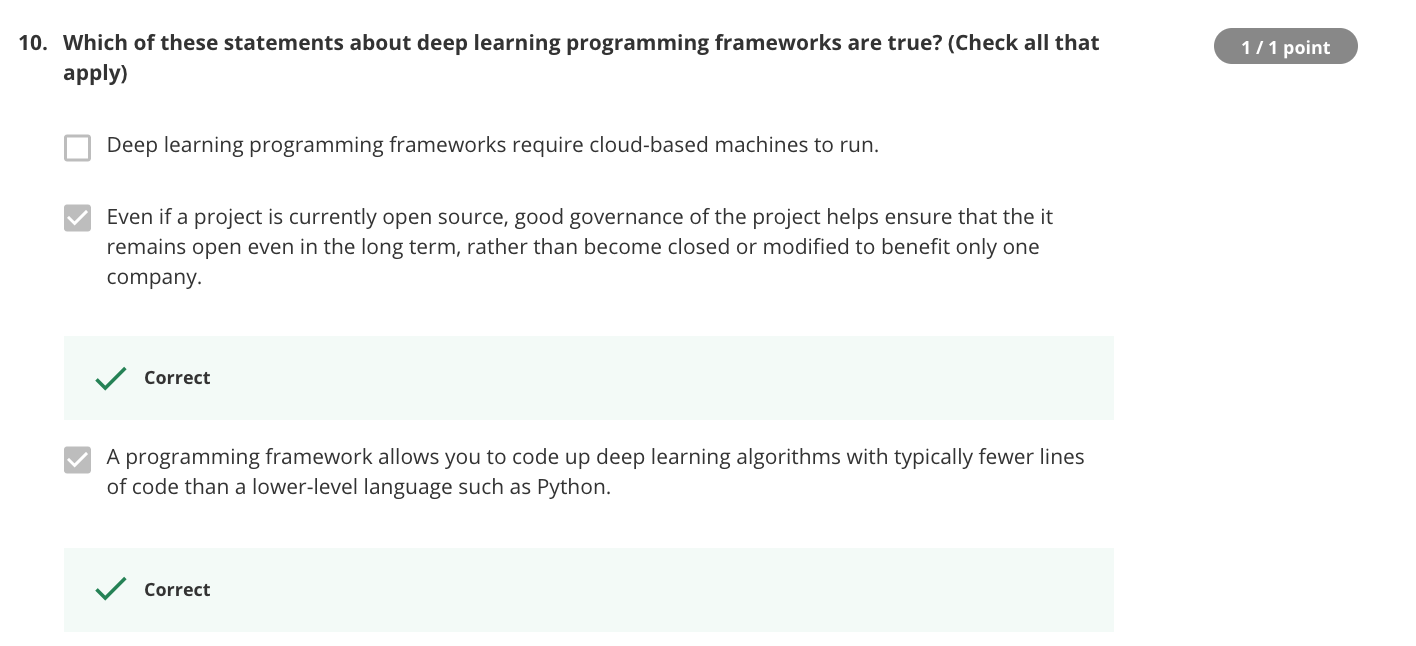 10. Which of these statements about deep learning programming frameworks are true? (Check all that
apply)
1 / 1 point
Deep learning programming frameworks require cloud-based machines to run.
Even if a project is currently open source, good governance of the project helps ensure that the it
remains open even in the long term, rather than become closed or modified to benefit only one
company.
Correct
A programming framework allows you to code up deep learning algorithms with typically fewer lines
of code than a lower-level language such as Python.
Correct